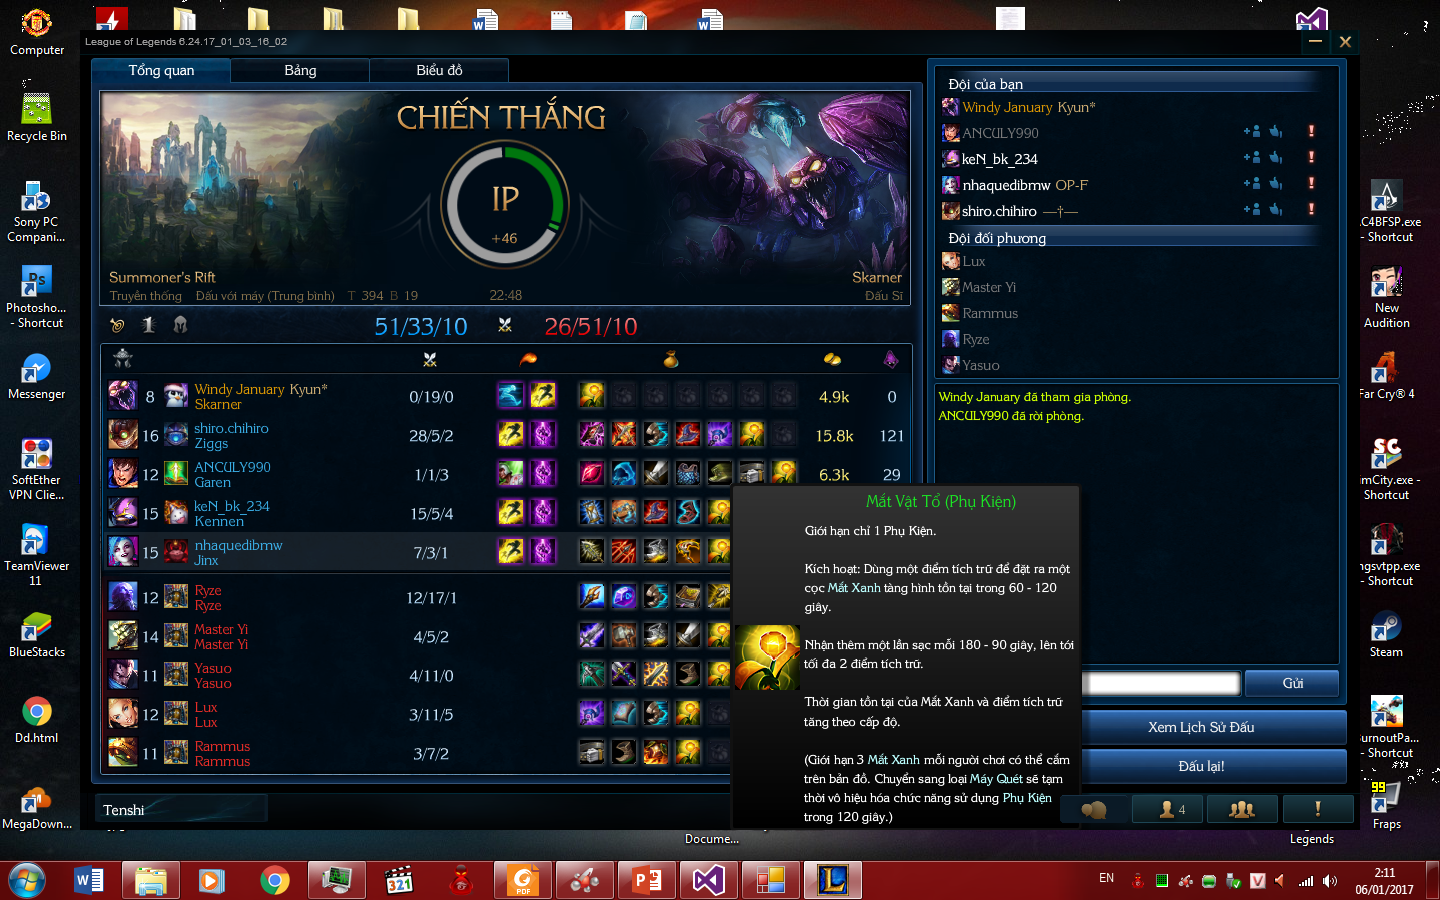 Computer
Recycle Bin
Sony PC
Compani...
Photosho...
- Shortcut
Messenger
SoftEther
VPN Clie...
TeamViewer
11
BlueStacks
Dd.html
MegaDown...
League of Legends 6.24.17_01_03_16_02
Tổng quan
Bảng
Biểu đồ
CHIẾN THẮNG
IP
+46
Summoner's Rift
Truyền thống Đấu với máy (Trung bình) T 394 B 19
22:48
Skarner
Đấu Sĩ
1
51/33/10
26/51/10
8 Windy January Kyun*
Skarner
0/19/0 4.9k 0
16 shiro.chihiro
Ziggs
28/5/2 15.8k 121
12 ANCULY990
Garen
1/1/3 6.3k 29
15 keN_bk_234
Kennen
15/5/4
15 nhaquedibmw
Jinx
7/3/1
12 Ryze
Ryze
12/17/1
14 Master Yi
Master Yi
4/5/2
11 Yasuo
Yasuo
4/11/0
12 Lux
Lux
3/11/5
11 Rammus
Rammus
3/7/2
Tenshi
Mắt Vật Tổ (Phụ Kiện)
Giới hạn chỉ 1 Phụ Kiện.
Kích hoạt: Dùng một điểm tích trữ để đặt ra một
cọc Mắt Xanh tàng hình tồn tại trong 60 - 120
giây.
Nhận thêm một lần sạc mỗi 180 - 90 giây, lên tới
tối đa 2 điểm tích trữ.
Thời gian tồn tại của Mắt Xanh và điểm tích trữ
tăng theo cấp độ.
(Giới hạn 3 Mắt Xanh mỗi người chơi có thể cắm
trên bản đồ. Chuyển sang loại Máy Quét sẽ tạm
thời vô hiệu hóa chức năng sử dụng Phụ Kiện
trong 120 giây.)
Đội của bạn
Windy January Kyun*
ANCULY990
keN_bk_234
nhaquedibmw OP-F
shiro.chihiro —†—
Đội đối phương
Lux
Master Yi
Rammus
Ryze
Yasuo
Windy January đã tham gia phòng.
ANCULY990 đã rời phòng.
Gửi
Xem Lịch Sử Đấu
Đấu lại!
4
Docume...
Legends
C4BFSP.exe
- Shortcut
New
Audition
Far Cry® 4
imCity.exe -
Shortcut
ngsvtpp.exe
- Shortcut
Steam
urnoutPa...
- Shortcut
99
Fraps
321
PDF
EN
2:11
06/01/2017